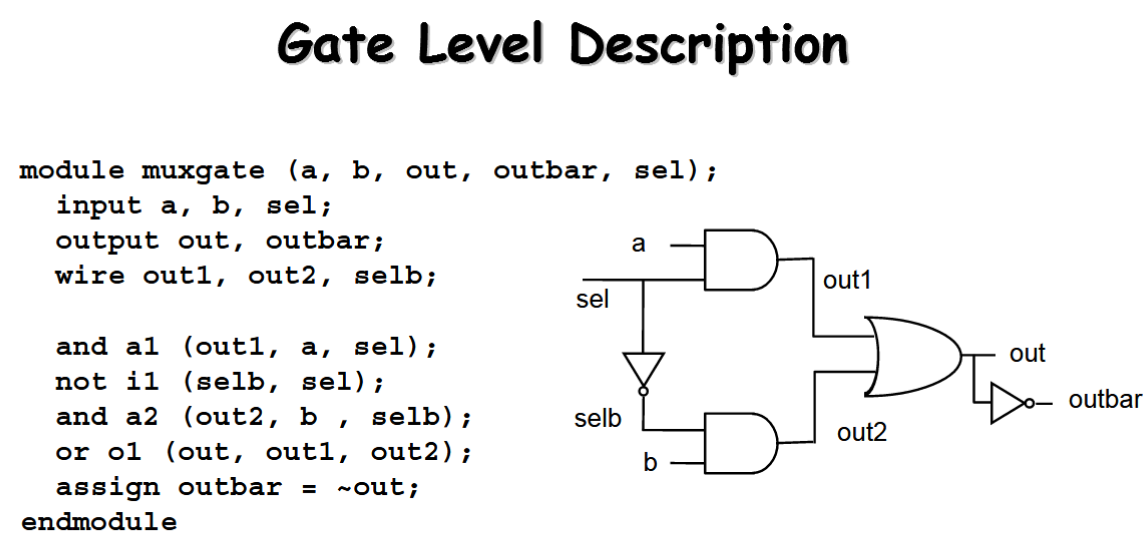 Gate Level Description
module muxgate (a, b, out, outbar, sel);
input a, b, sel;
output out, outbar;
wire out1, out2, selb;
and a1 (out1, a, sel);
not i1 (selb, sel);
and a2 (out2, b , selb);
or o1 (out, out1, out2);
assign outbar = ~out;
endmodule
a
sel
out1
selb
b
out2
out
outbar